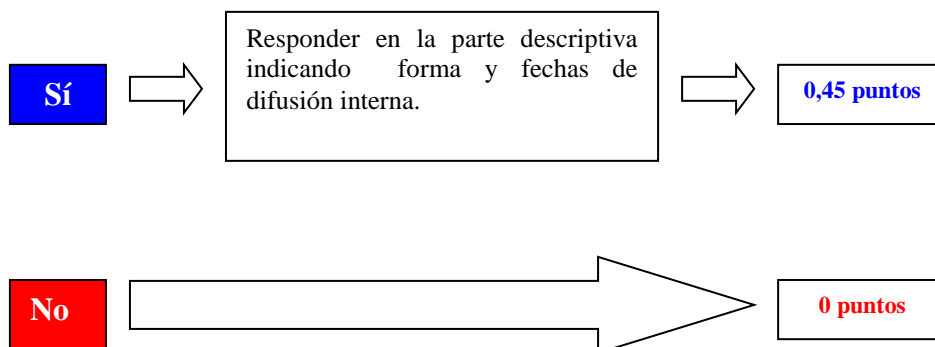 Sí
Responder en la parte descriptiva
indicando forma y fechas de
difusión interna.
0,45 puntos
No
0 puntos